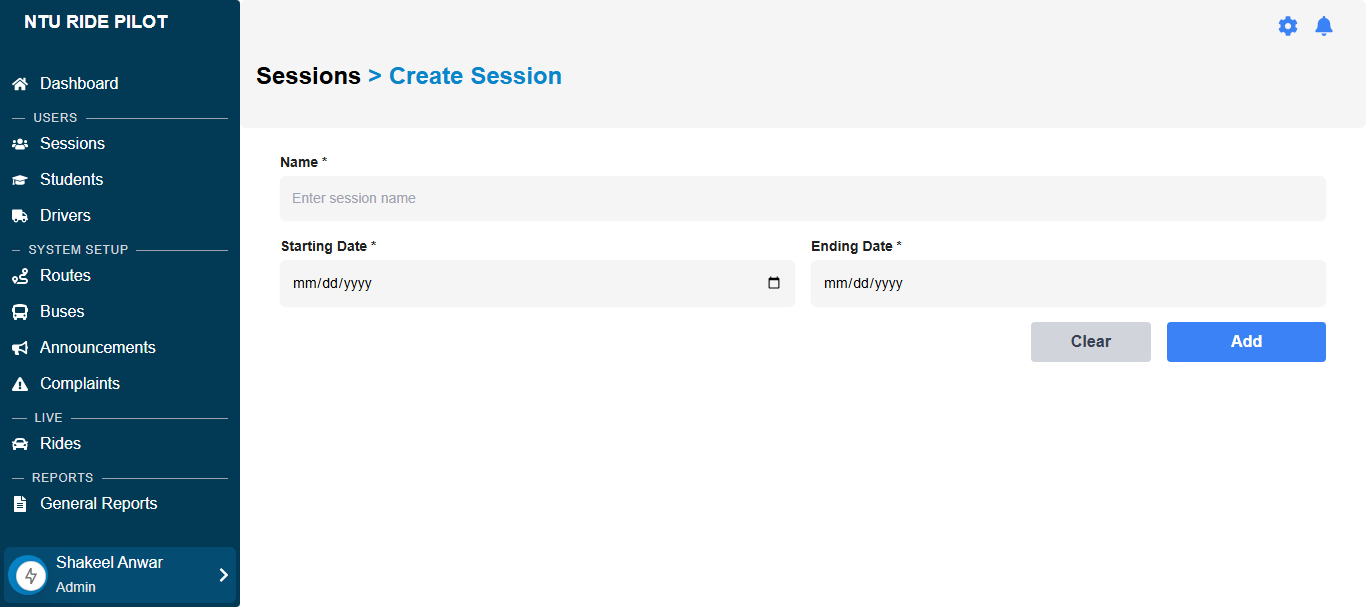 NTU RIDE PILOT
Dashboard
USERS
Sessions
Students
Drivers
SYSTEM SETUP
Routes
Buses
Announcements
Complaints
LIVE
Rides
REPORTS
General Reports
Shakeel Anwar
Admin
Sessions > Create Session
Name *
Enter session name
Starting Date *
Ending Date *
mm/dd/yyyy
mm/dd/yyyy
Clear
Add